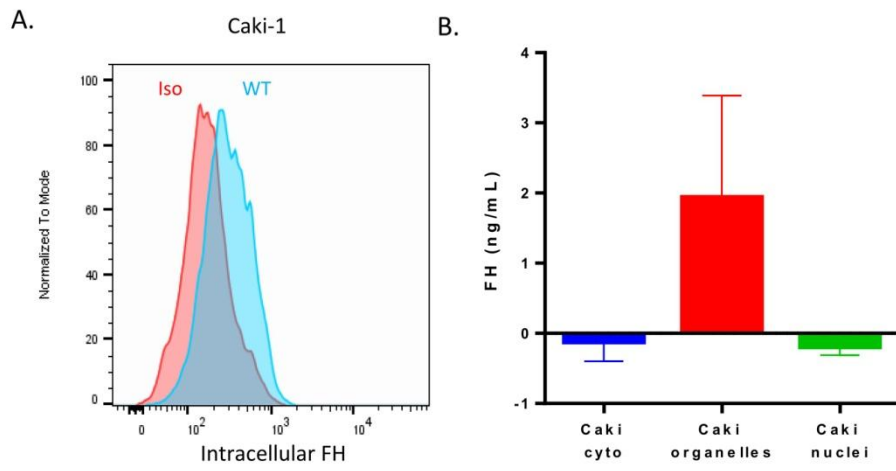 A.
Caki-1
Iso
WT
Normalized To Mode
100
80
60
40
20
0
0
10²
10³
10⁴
Intracellular FH
B.
FH (ng/mL)
4
3
2
1
0
-1
Caki
cyto
Caki
organelles
Caki
nuclei